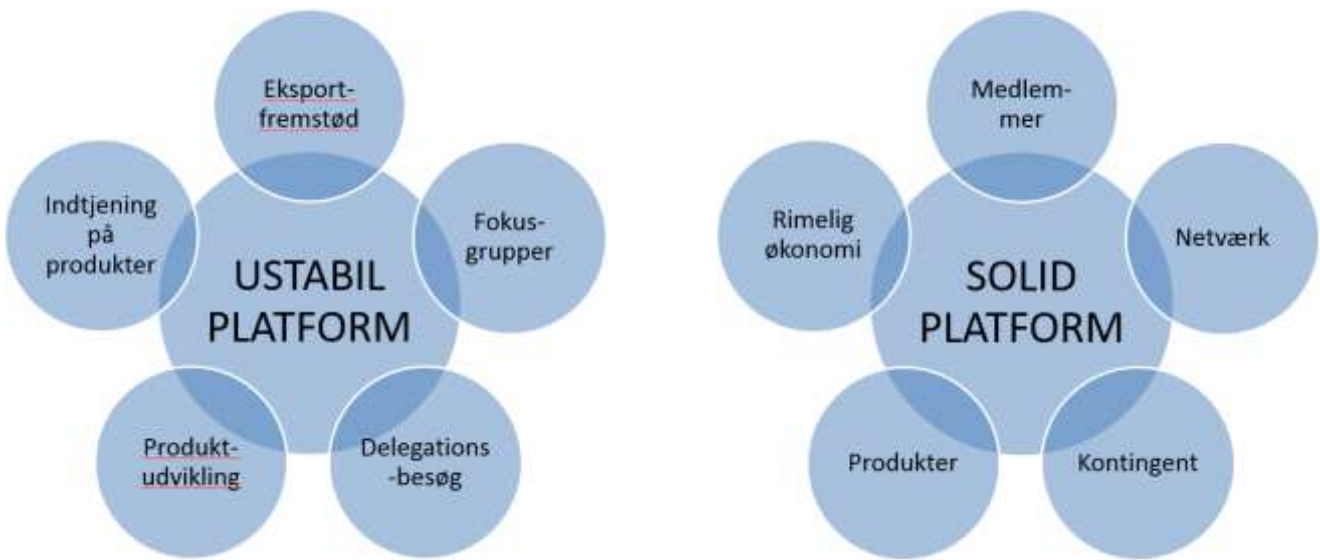 Eksport-
fremstød
Indtjening
på
produkter
Fokus-
grupper
USTABIL
PLATFORM
Produkt-
udvikling
Delegations
-besøg
Medlem-
mer
Rimelig
økonomi
Netværk
SOLID
PLATFORM
Produkter
Kontingent